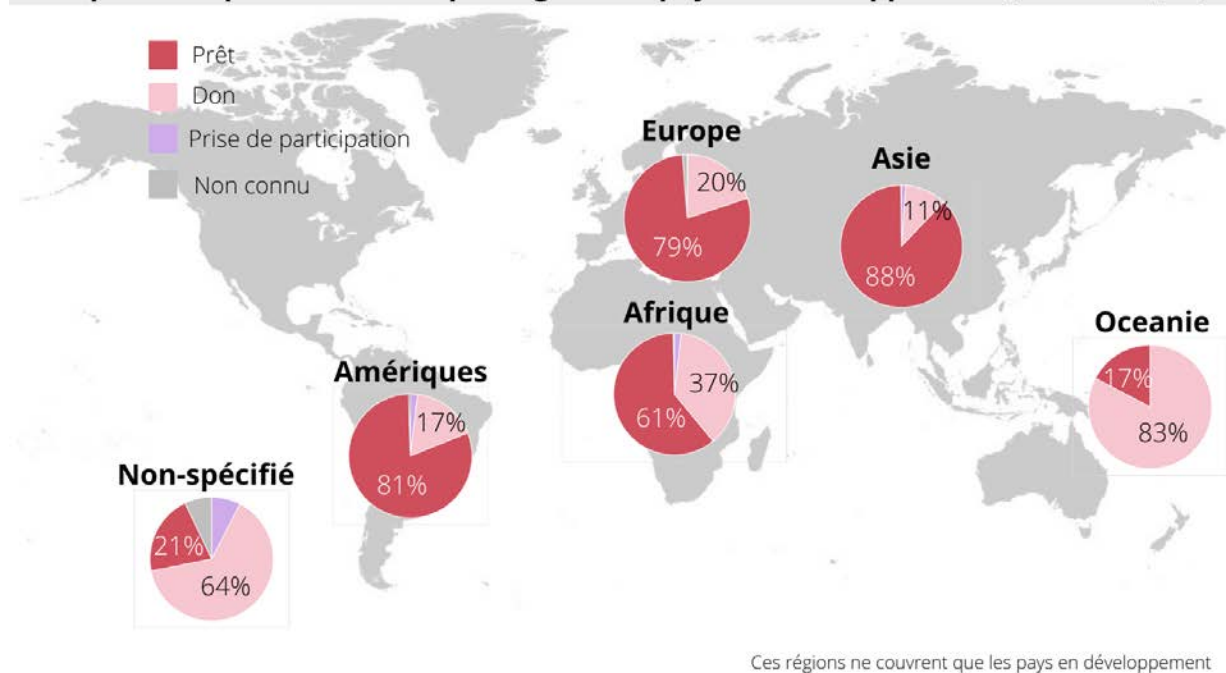 Prêt
Don
Prise de participation
Non connu
Europe
20%
79%
Asie
11%
88%
Afrique
37%
61%
Oceanie
17%
83%
Amériques
17%
81%
Non-spécifié
21%
64%
Ces régions ne couvrent que les pays en développement